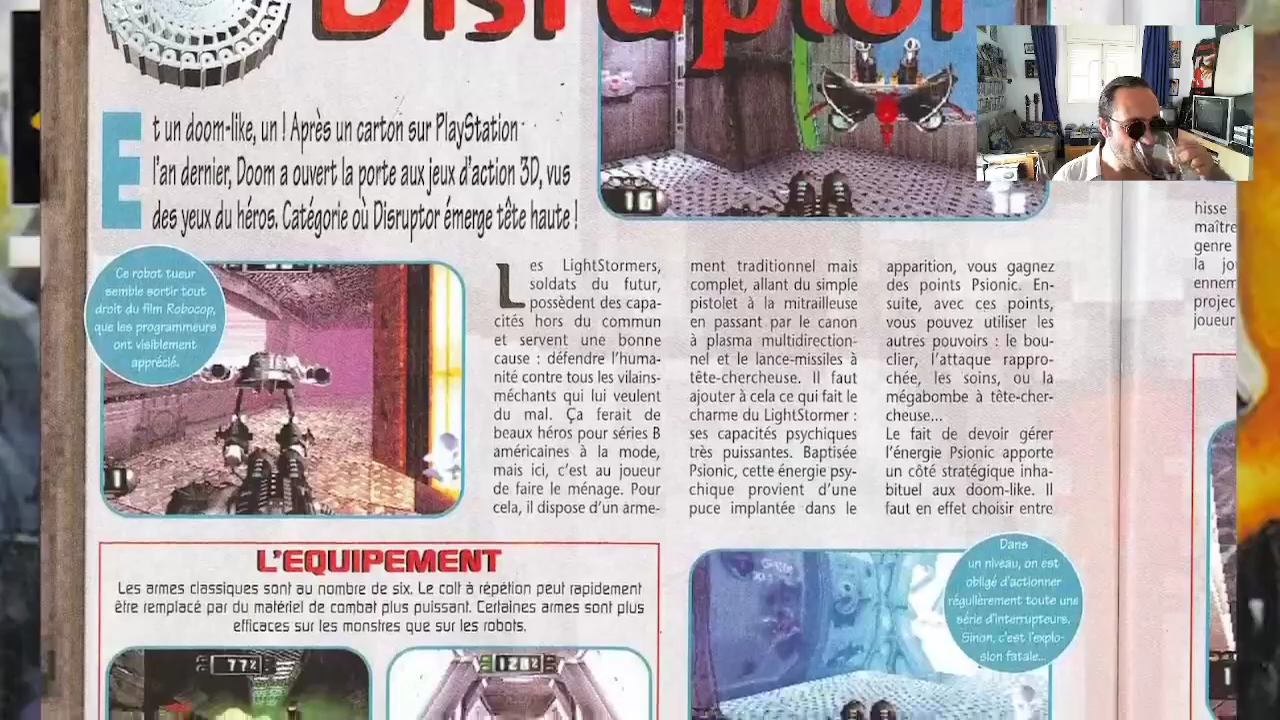 Disruptor
Et un doom-like, un ! Après un carton sur PlayStation
l'an dernier, Doom a ouvert la porte aux jeux d'action 3D, vus
des yeux du héros. Catégorie où Disruptor émerge tête haute !
16
Ce robot tueur
semble sortir tout
droit du film Robocop,
que les programmeurs
ont visiblement
apprécié.
Les LightStormers,
soldats du futur,
possèdent des capa-
cités hors du commun
et servent une bonne
cause : défendre l'huma-
nité contre tous les vilains-
méchants qui lui veulent
du mal. Ça ferait de
beaux héros pour séries B
américaines à la mode,
mais ici, c'est au joueur
de faire le ménage. Pour
cela, il dispose d'un arme-
ment traditionnel mais
complet, allant du simple
pistolet à la mitrailleuse
en passant par le canon
à plasma multidirection-
nel et le lance-missiles à
tête-chercheuse. Il faut
ajouter à cela ce qui fait le
charme du LightStormer :
ses capacités psychiques
très puissantes. Baptisée
Psionic, cette énergie psy-
chique provient d'une
puce implantée dans le
apparition, vous gagnez
des points Psionic. En-
suite, avec ces points,
vous pouvez utiliser les
autres pouvoirs : le bou-
clier, l'attaque rappro-
chée, les soins, ou la
mégabombe à tête-cher-
cheuse...
Le fait de devoir gérer
l'énergie Psionic apporte
un côté stratégique inha-
bituel aux doom-like. Il
faut en effet choisir entre
hisse
maître
genre
la jo
ennem
projec
joueur
L'EQUIPEMENT
Les armes classiques sont au nombre de six. Le colt à répétion peut rapidement
être remplacé par du matériel de combat plus puissant. Certaines armes sont plus
efficaces sur les monstres que sur les robots.
77%
128%
Dans
un niveau, on est
obligé d'actionner
régulièrement toute une
série d'interrupteurs.
Sinon, c'est l'explo-
sion fatale...